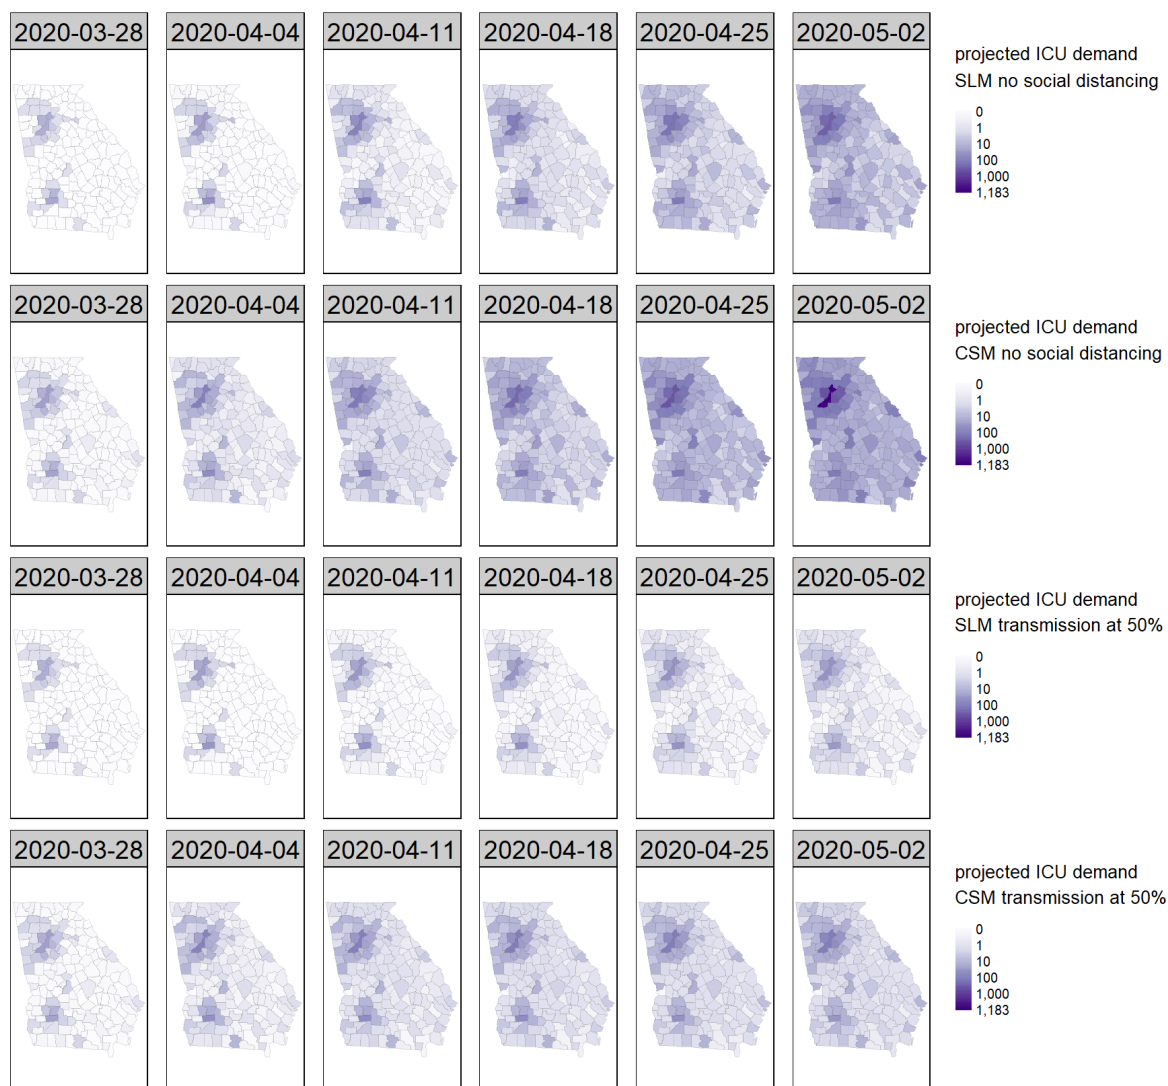 2020-03-28 2020-04-04 2020-04-11 2020-04-18 2020-04-25 2020-05-02
projected ICU demand
SLM no social distancing
0
1
10
100
1,000
1,183
2020-03-28 2020-04-04 2020-04-11 2020-04-18 2020-04-25 2020-05-02
projected ICU demand
CSM no social distancing
0
1
10
100
1,000
1,183
2020-03-28 2020-04-04 2020-04-11 2020-04-18 2020-04-25 2020-05-02
projected ICU demand
SLM transmission at 50%
0
1
10
100
1,000
1,183
2020-03-28 2020-04-04 2020-04-11 2020-04-18 2020-04-25 2020-05-02
projected ICU demand
CSM transmission at 50%
0
1
10
100
1,000
1,183